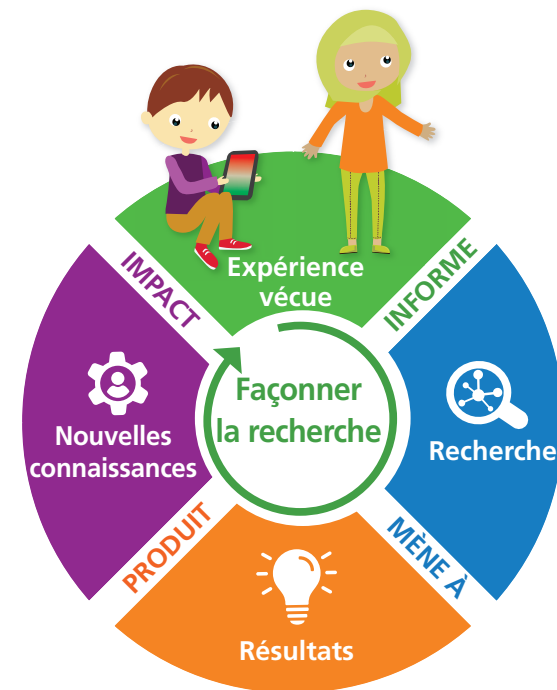 Expérience
vécue
INFORME
Recherche
MÈNE À
Résultats
PRODUIT
Nouvelles
connaissances
IMPACT
Façonner
la recherche